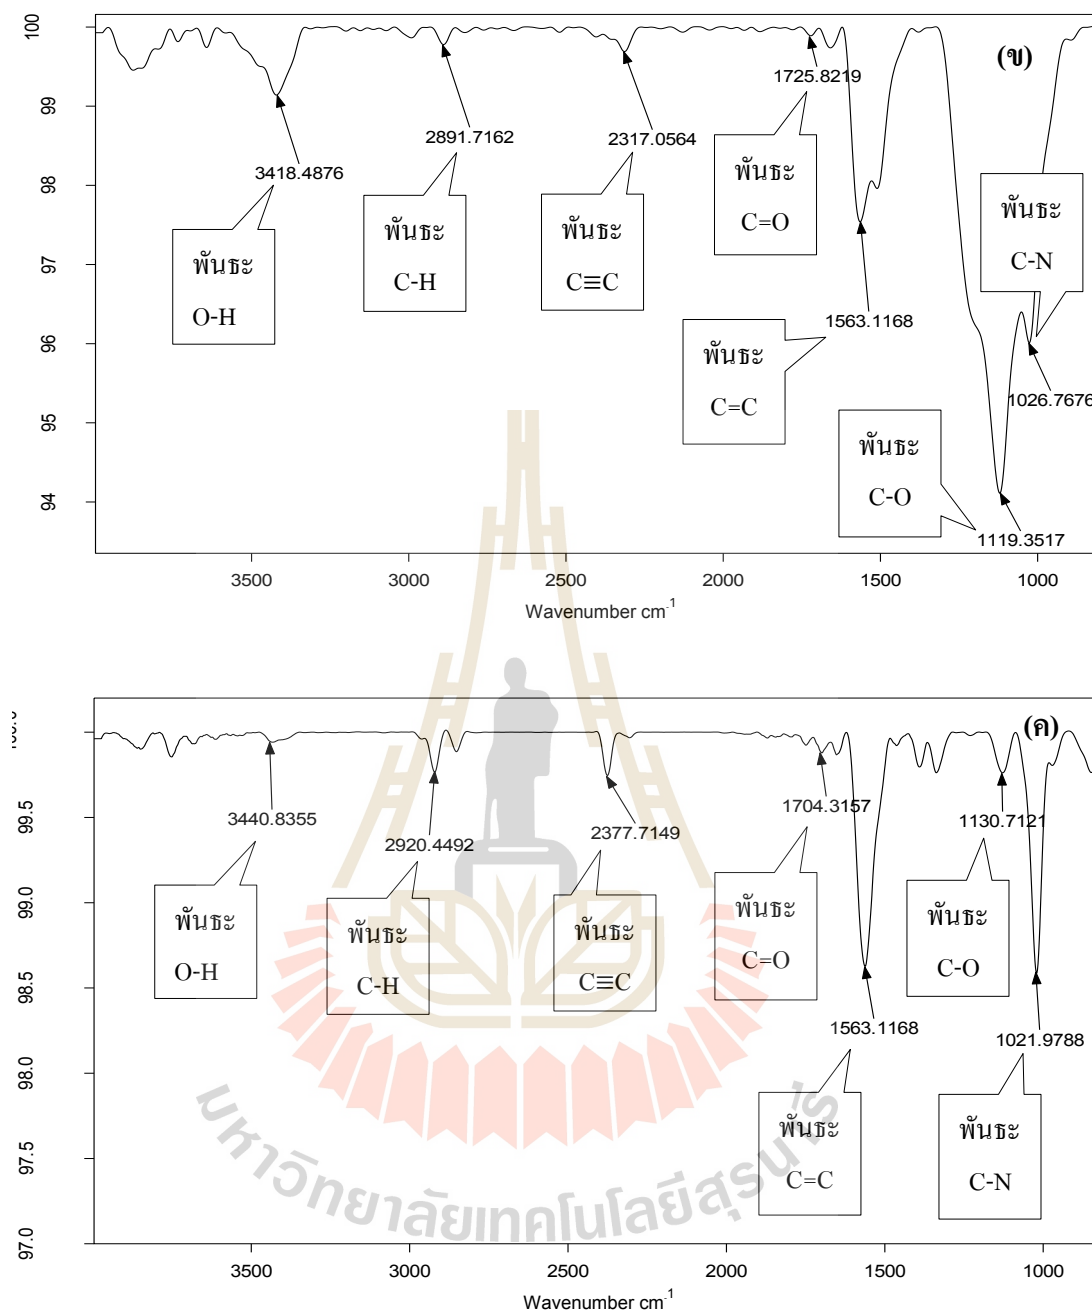 100
(ข)
99
98
97
96
95
94
1725.8219
2891.7162
2317.0564
3418.4876
พันธะ
C=O
พันธะ
C-N
พันธะ
O-H
พันธะ
C-H
พันธะ
C≡C
1563.1168
พันธะ
C=C
1026.7676
พันธะ
C-O
1119.3517
3500
3000
2500
2000
1500
1000
Wavenumber cm-1
(ค)
99.5
99.0
98.5
98.0
97.5
97.0
3440.8355
2920.4492
2377.7149
1704.3157
1130.7121
พันธะ
O-H
พันธะ
C-H
พันธะ
C≡C
พันธะ
C=O
พันธะ
C-O
1563.1168
1021.9788
พันธะ
C=C
พันธะ
C-N
มหาวิทยาลัยเทคโนโลยีสุรนารี
3500
3000
2500
2000
1500
1000
Wavenumber cm-1